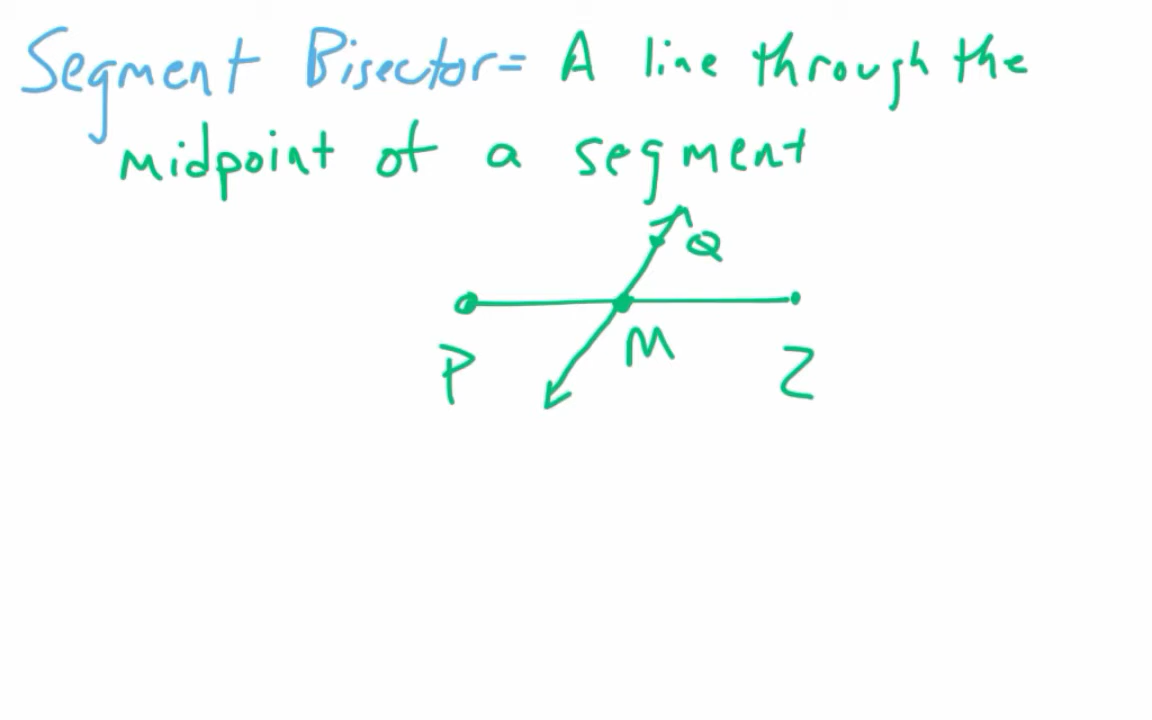 Segment Bisector= A line through the
midpoint of a segment
Q
M
P
Z